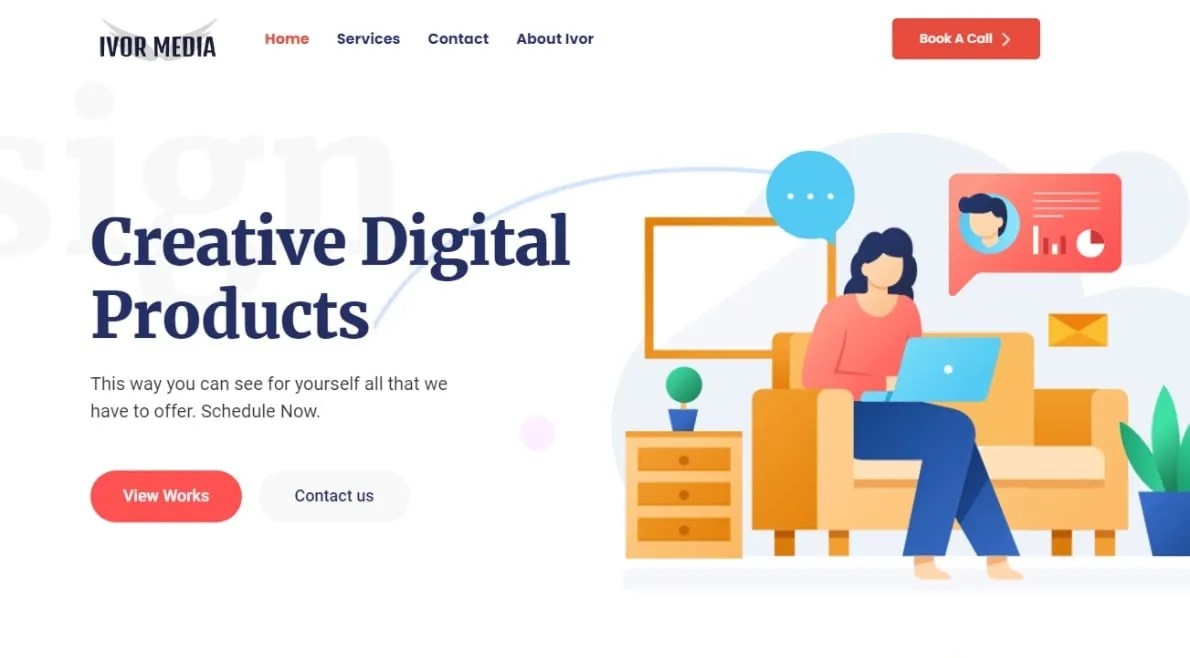 IVOR MEDIA
Home
Services
Contact
About Ivor
Book A Call
sign
Creative Digital
Products
This way you can see for yourself all that we
have to offer. Schedule Now.
View Works
Contact us